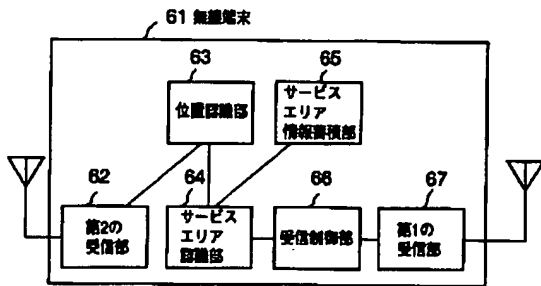 61 無線端末
63
位置認識部
65
サービス
エリア
情報蓄積部
62
第2の
受信部
64
サービス
エリア
認識部
66
受信制御部
67
第1の
受信部